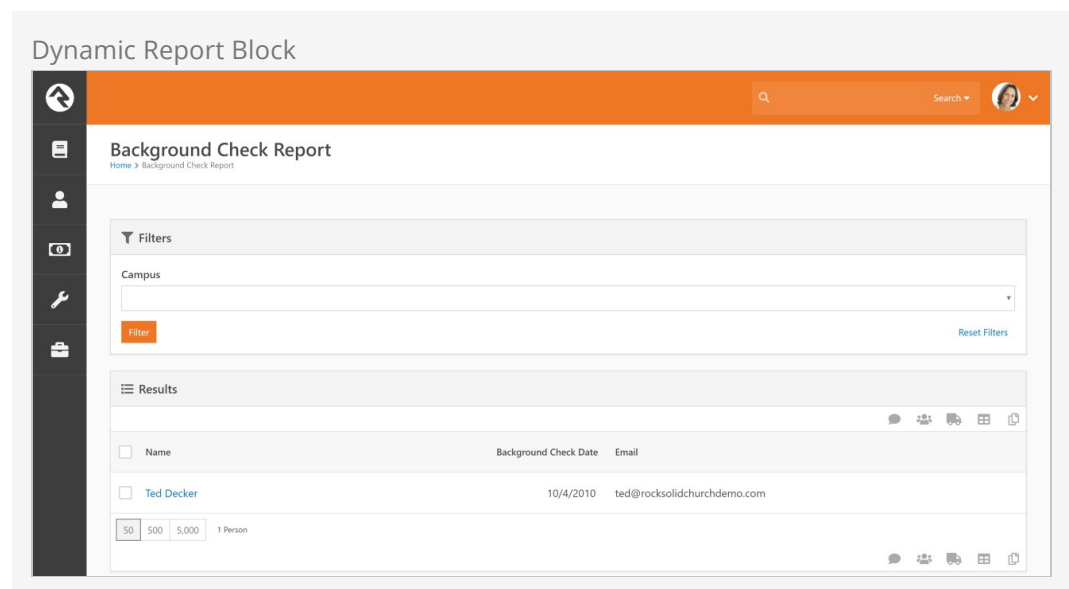 Dynamic Report Block
Search
Background Check Report
Home > Background Check Report
Filters
Campus
Filter
Reset Filters
Results
Name Background Check Date Email
Ted Decker 10/4/2010 ted@rocksolidchurchdemo.com
50 500 5,000 1 Person